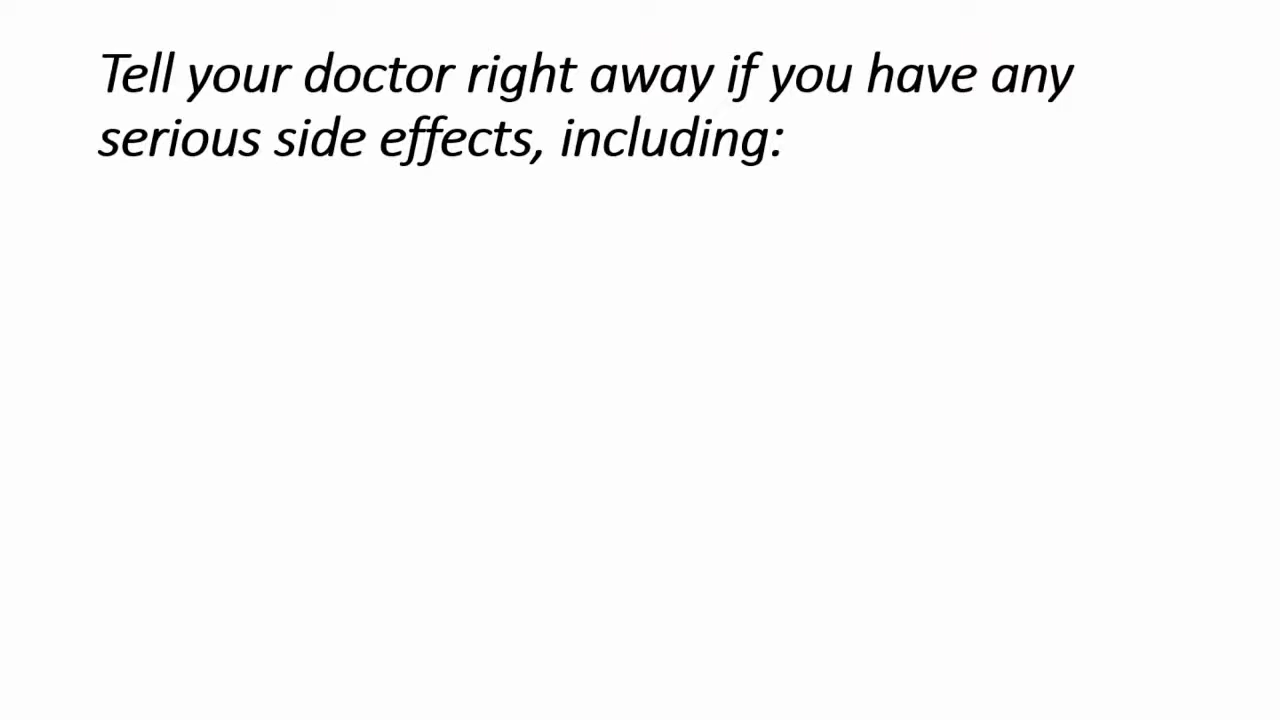 Tell your doctor right away if you have any
serious side effects, including: